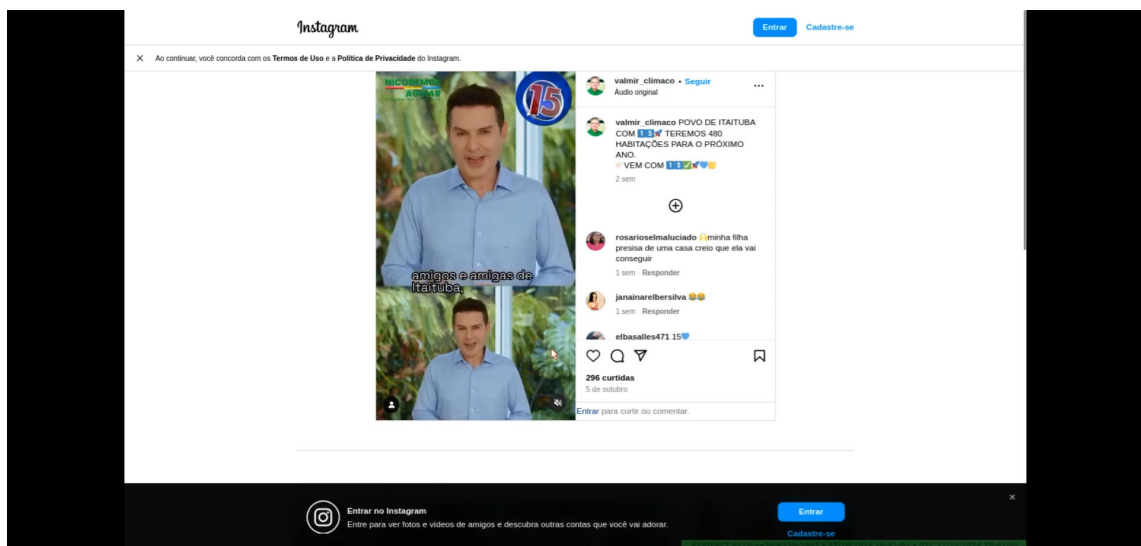 Instagram
Entrar
Cadastre-se
Ao continuar, você concorda com os Termos de Uso e a Política de Privacidade do Instagram.
NICODEMOS
AGUIAR
15
amigos e amigas de
Itaituba,
valmir_climaco • Seguir
Áudio original
valmir_climaco POVO DE ITAITUBA
COM 15 TEREMOS 480
HABITAÇÕES PARA O PRÓXIMO
ANO.
VEM COM 15
2 sem
rosarioselmaluciado minha filha
presisa de uma casa creio que ela vai
conseguir
1 sem Responder
janainarelbersilva
1 sem Responder
elbasalles471 15
296 curtidas
5 de outubro
Entrar para curtir ou comentar.
Entrar no Instagram
Entre para ver fotos e vídeos de amigos e descubra outras contas que você vai adorar.
Entrar
Cadastre-se